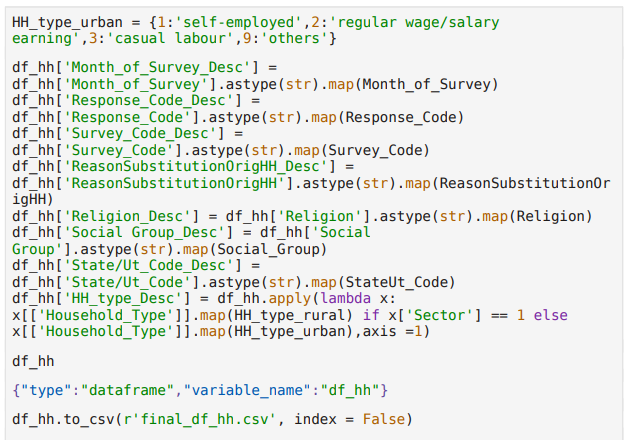 HH_type_urban = {1:'self-employed',2:'regular wage/salary
earning',3:'casual labour',9:'others'}
df_hh['Month_of_Survey_Desc'] =
df_hh['Month_of_Survey'].astype(str).map(Month_of_Survey)
df_hh['Response_Code_Desc'] =
df_hh['Response_Code'].astype(str).map(Response_Code)
df_hh['Survey_Code_Desc'] =
df_hh['Survey_Code'].astype(str).map(Survey_Code)
df_hh['ReasonSubstitutionOrigHH_Desc'] =
df_hh['ReasonSubstitutionOrigHH'].astype(str).map(ReasonSubstitutionOr
igHH)
df_hh['Religion_Desc'] = df_hh['Religion'].astype(str).map(Religion)
df_hh['Social Group_Desc'] = df_hh['Social
Group'].astype(str).map(Social_Group)
df_hh['State/Ut_Code_Desc'] =
df_hh['State/Ut_Code'].astype(str).map(StateUt_Code)
df_hh['HH_type_Desc'] = df_hh.apply(lambda x:
x[['Household_Type']].map(HH_type_rural) if x['Sector'] == 1 else
x[['Household_Type']].map(HH_type_urban),axis =1)
df_hh
{"type":"dataframe","variable_name":"df_hh"}
df_hh.to_csv(r'final_df_hh.csv', index = False)